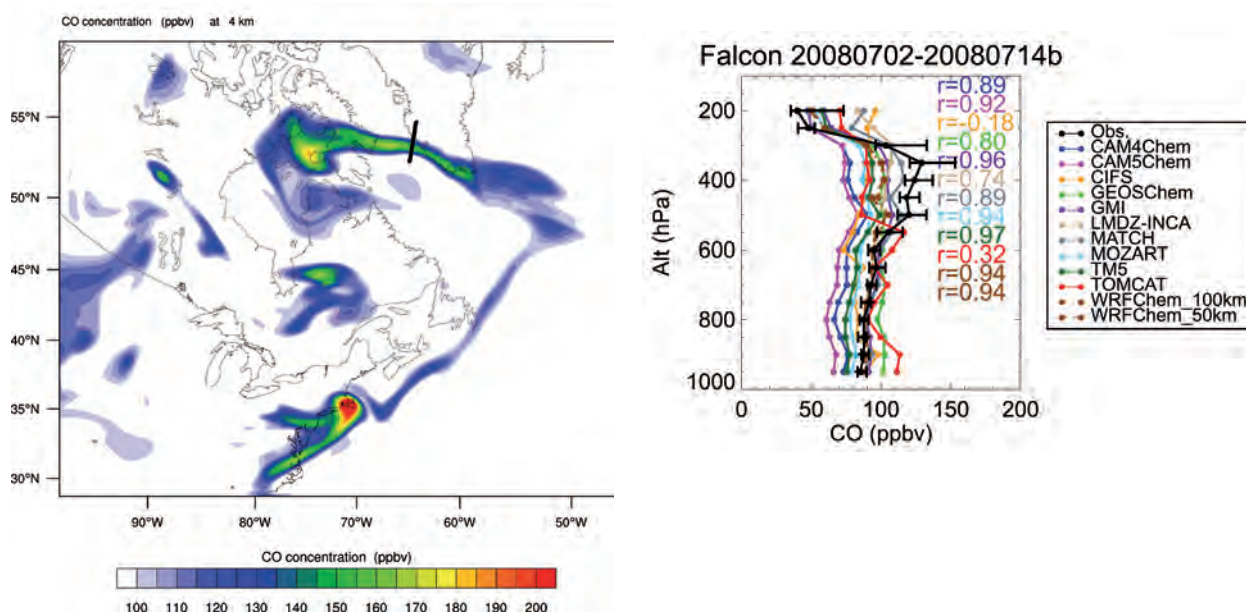 CO concentration (ppbv) at 4 km
55°N
50°N
45°N
40°N
35°N
30°N
90°W
80°W
70°W
60°W
50°W
CO concentration (ppbv)
100 110 120 130 140 150 160 170 180 190 200
Falcon 20080702-20080714b
r=0.89
r=0.92
r=-0.18
r=0.80
r=0.96
r=0.74
r=0.89
r=0.94
r=0.97
r=0.32
r=0.94
r=0.94
Alt (hPa)
200
400
600
800
1000
0 50 100 150 200
CO (ppbv)
Obs.
CAM4Chem
CAM5Chem
CIFS
GEOSChem
GMI
LMDZ-INCA
MATCH
MOZART
TM5
TOMCAT
WRFChem_100km
WRFChem_50km